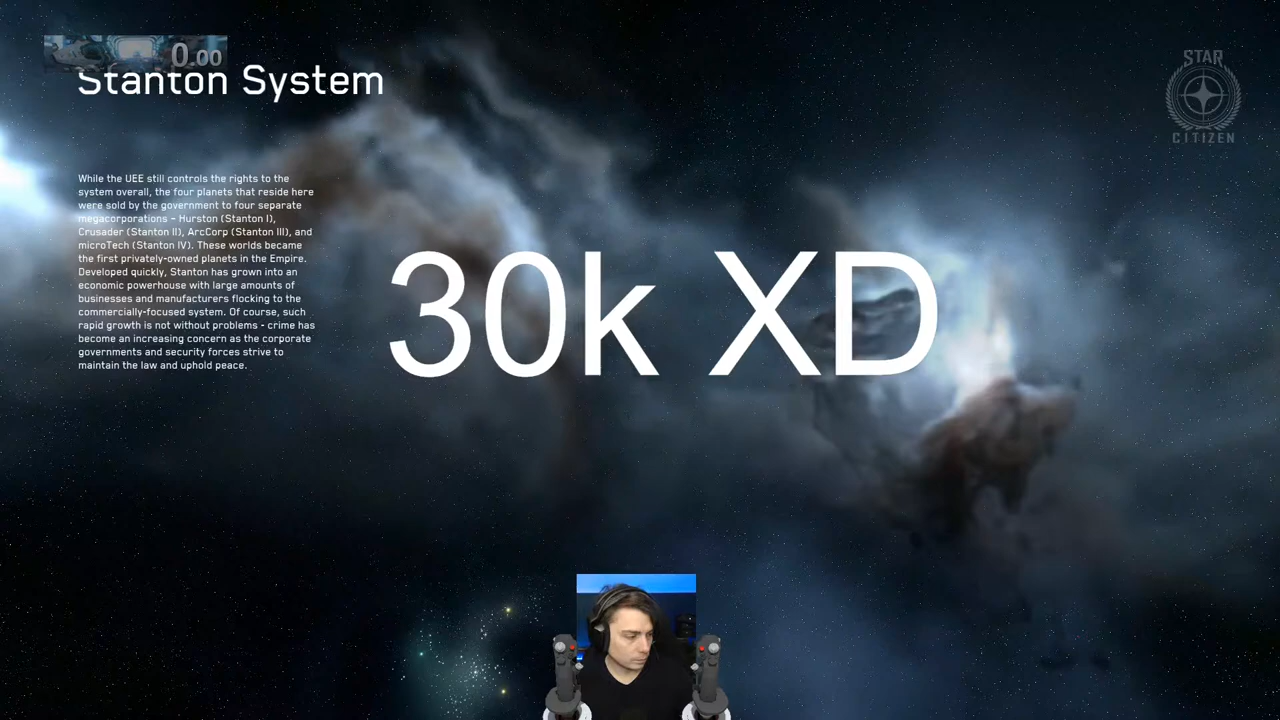 0.00
Stanton System
STAR
CITIZEN
While the UEE still controls the rights to the
system overall, the four planets that reside here
were sold by the government to four separate
megacorporations - Hurston (Stanton I),
Crusader (Stanton II), ArcCorp (Stanton III), and
microTech (Stanton IV). These worlds became
the first privately-owned planets in the Empire.
Developed quickly, Stanton has grown into an
economic powerhouse with large amounts of
businesses and manufacturers flocking to the
commercially-focused system. Of course, such
rapid growth is not without problems - crime has
become an increasing concern as the corporate
governments and security forces strive to
maintain the law and uphold peace.
30k XD